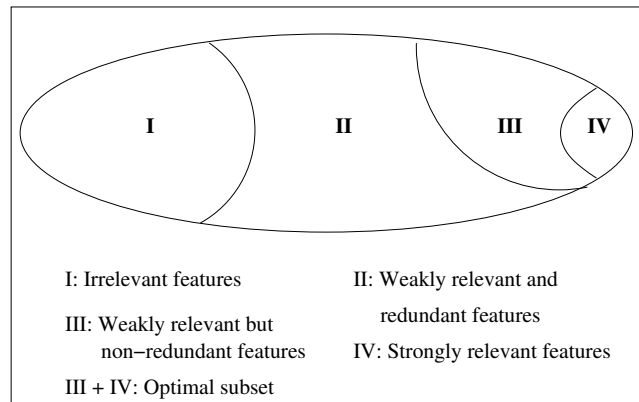 I
II
III
IV
I: Irrelevant features
II: Weakly relevant and
redundant features
III: Weakly relevant but
non−redundant features
IV: Strongly relevant features
III + IV: Optimal subset